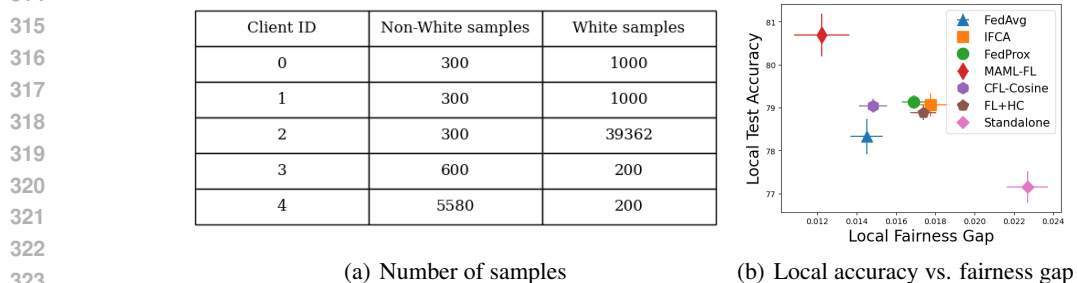 314
315
316
317
318
319
320
321
322
323
Client ID Non-White samples White samples
0 300 1000
1 300 1000
2 300 39362
3 600 200
4 5580 200
(a) Number of samples
81
80
79
78
77
Local Test Accuracy
FedAvg
IFCA
FedProx
MAML-FL
CFL-Cosine
FL+HC
Standalone
0.012 0.014 0.016 0.018 0.020 0.022 0.024
Local Fairness Gap
(b) Local accuracy vs. fairness gap